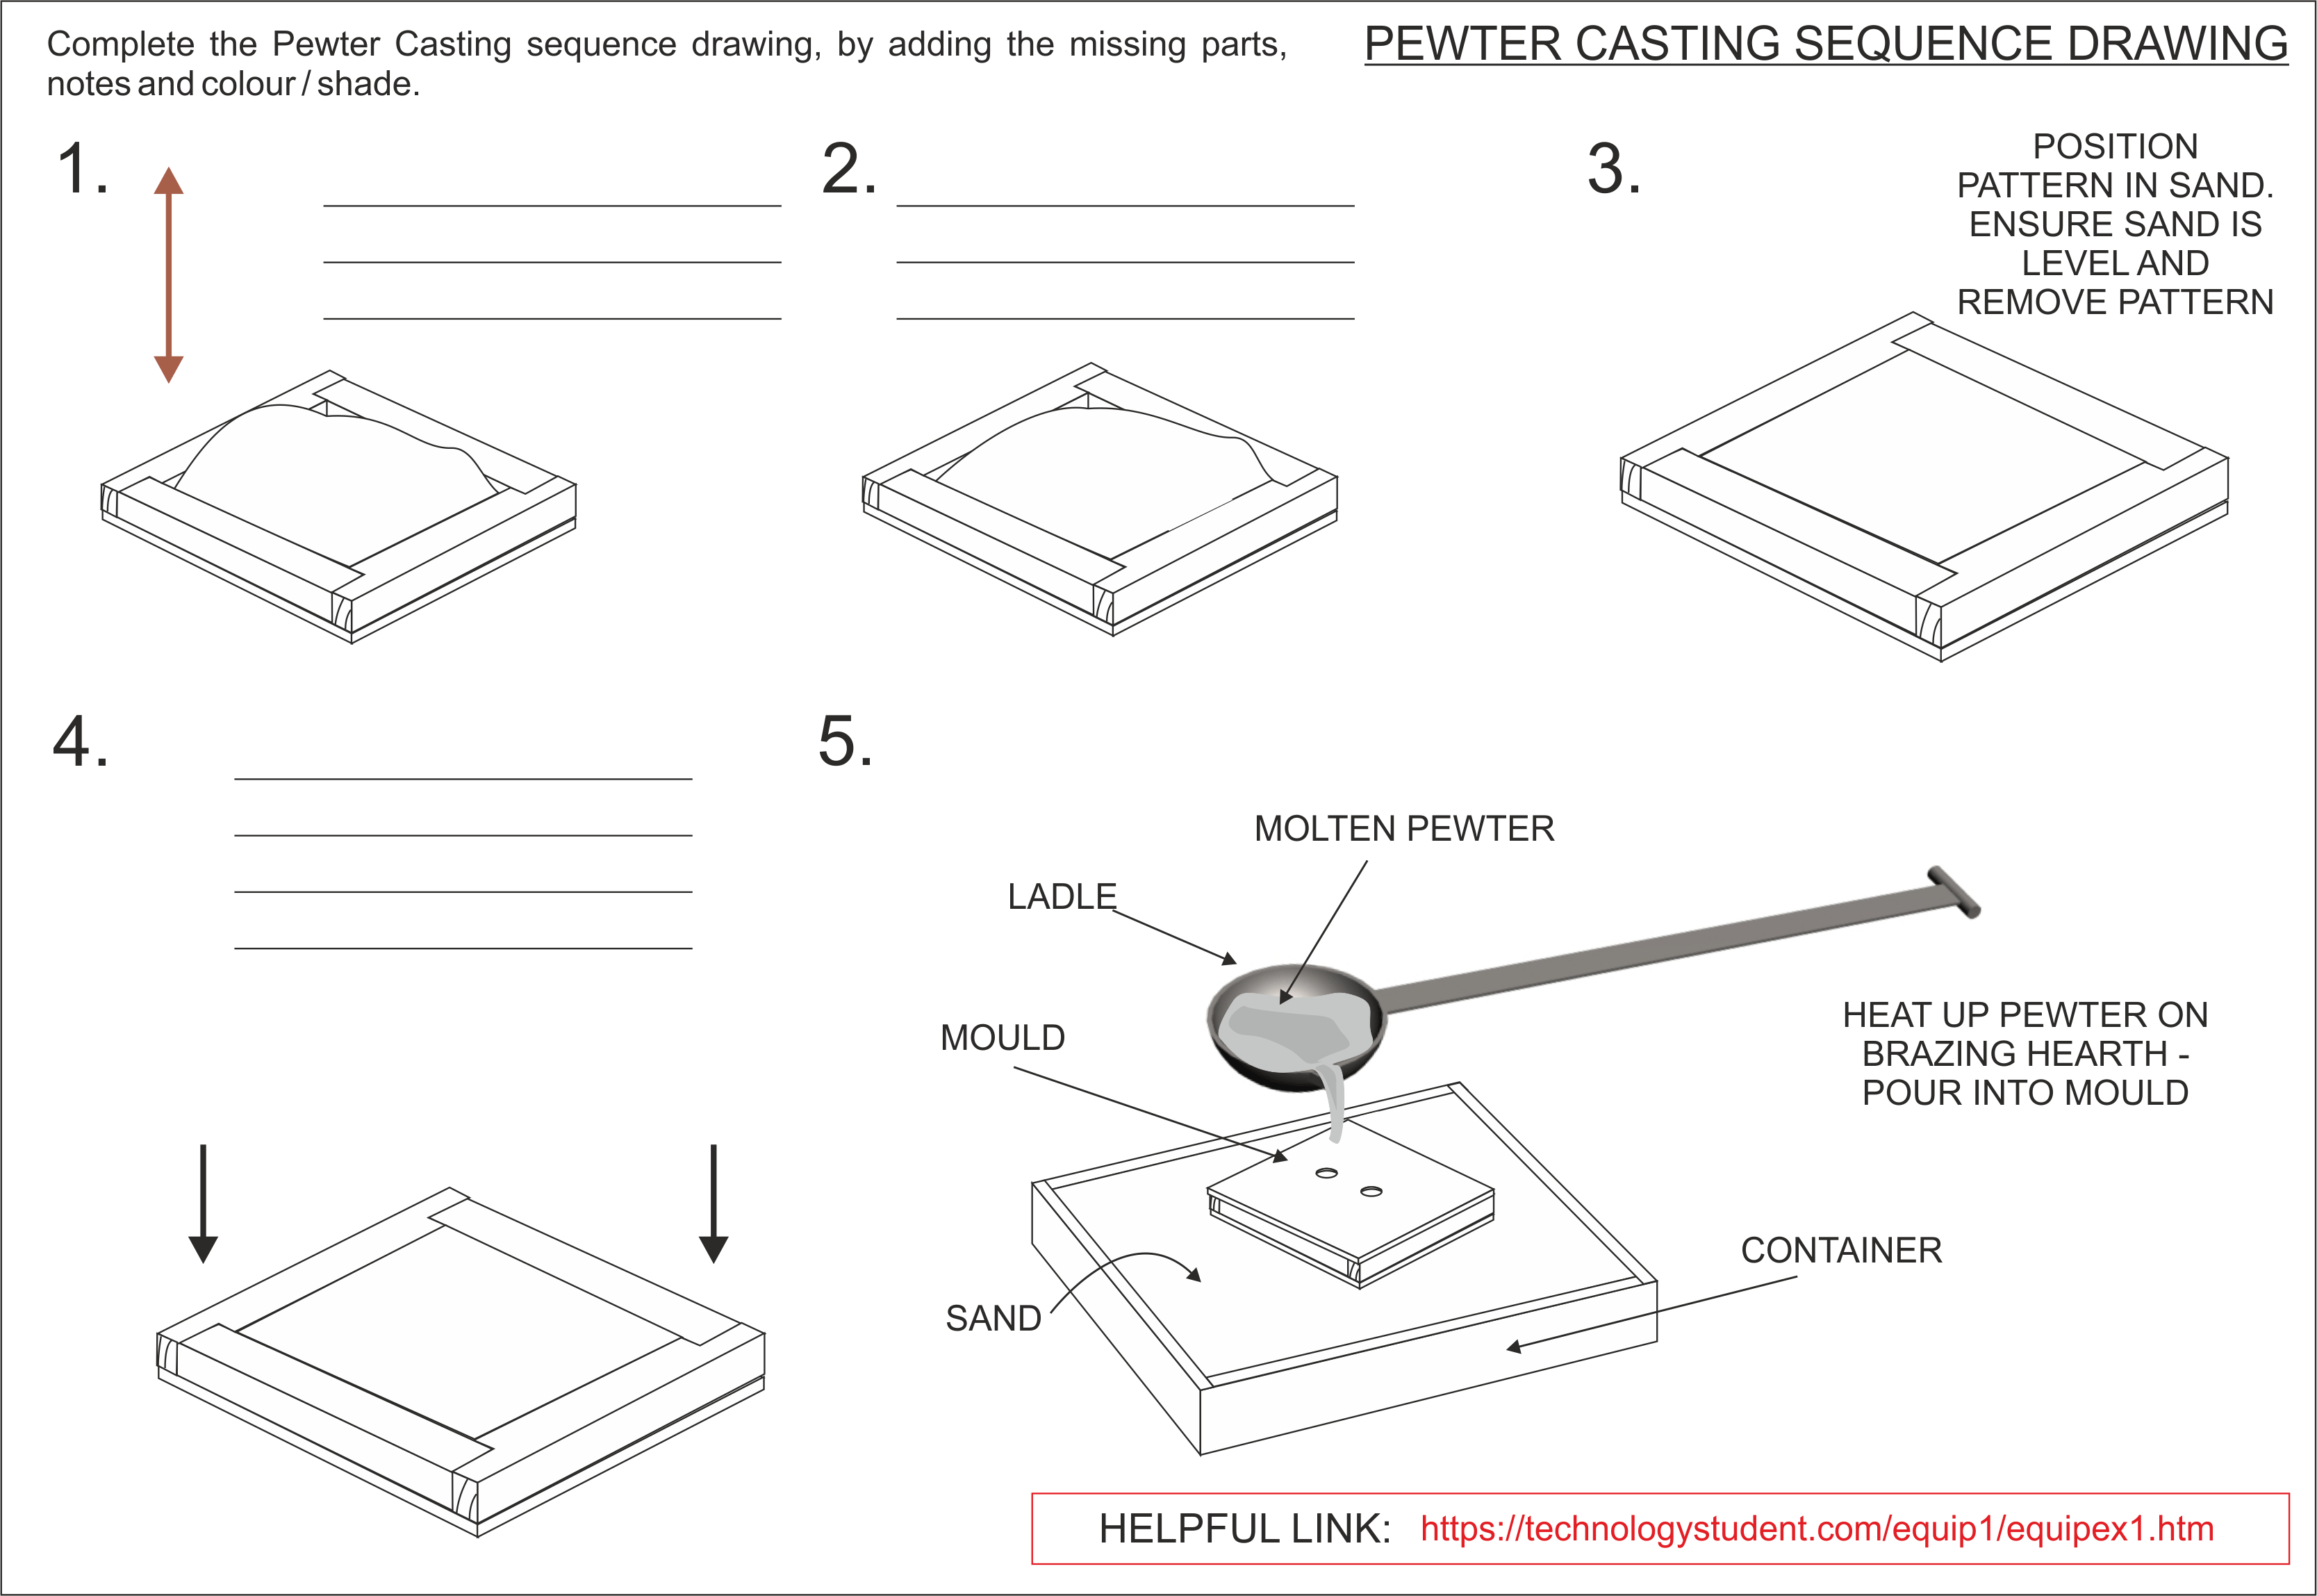 Complete the Pewter Casting sequence drawing, by adding the missing parts,
notes and colour / shade.
PEWTER CASTING SEQUENCE DRAWING
1.
2.
3.
POSITION
PATTERN IN SAND.
ENSURE SAND IS
LEVEL AND
REMOVE PATTERN
4.
5.
MOLTEN PEWTER
LADLE
MOULD
HEAT UP PEWTER ON
BRAZING HEARTH -
POUR INTO MOULD
CONTAINER
SAND
HELPFUL LINK: https://technologystudent.com/equip1/equipex1.htm